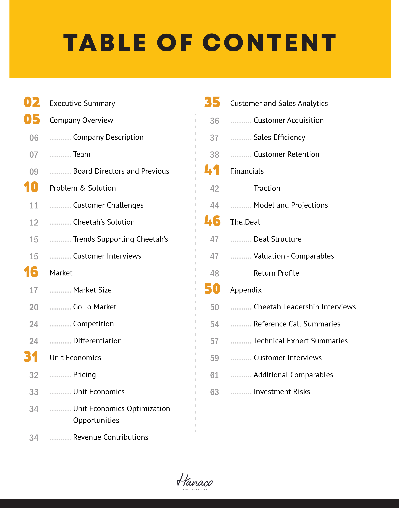 TABLE OF CONTENT
02 Executive Summary
05 Company Overview
06 ........... Company Description
07 ........... Team
09 ........... Board Directors and Previous
10 Problem & Solution
11 ........... Customer Challenges
12 ........... Cheetah's Solution
15 ........... Trends Supporting Cheetah's
15 ........... Customer Interviews
16 Market
17 ........... Market Size
20 ........... Go To Market
24 ........... Competition
24 ........... Differentiation
31 Unit Economics
32 ........... Pricing
33 ........... Unit Economics
34 ........... Unit Economics Optimization
Opportunities
34 ........... Revenue Contributions
35 Customer and Sales Analytics
36 ........... Customer Acquisition
37 ........... Sales Efficiency
38 ........... Customer Retention
41 Financials
42 ........... Traction
44 ........... Model and Projections
46 The Deal
47 ........... Deal Structure
47 ........... Valuation - Comparables
48 ........... Return Profile
50 Appendix
50 ........... Cheetah Leadership Interviews
54 ........... Reference Call Summaries
57 ........... Technical Expert Summaries
59 ........... Customer Interviews
61 ........... Additional Comparables
63 ........... Investment Risks
Hanaco